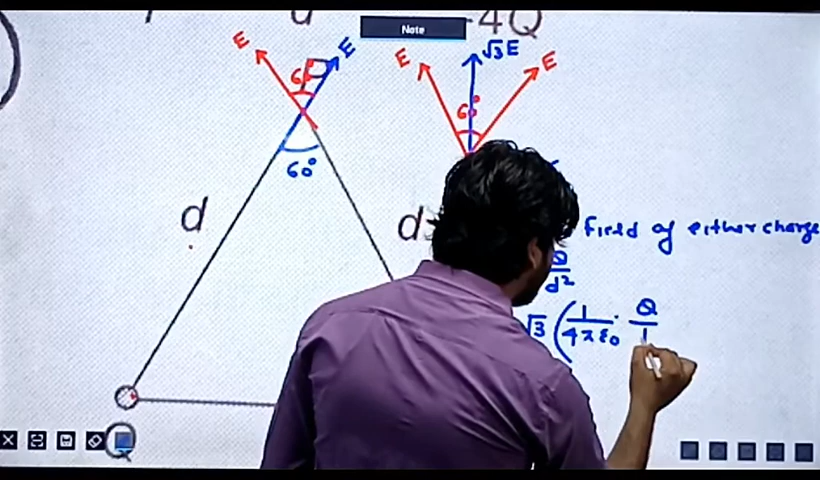 -4Q
Note
E
60°
E
E
√3E
60°
E
60°
d
d
Field of either charge
Q
d²
√3 ( 1 · Q
4πε₀
Q